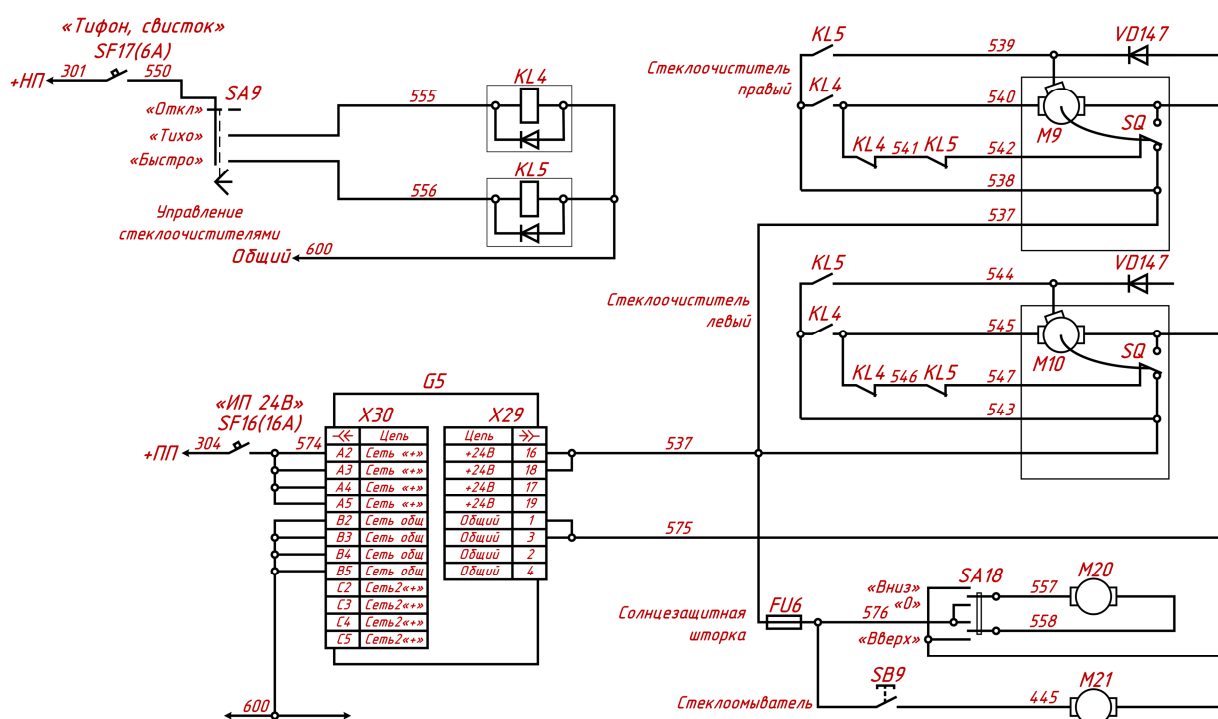 «Тифон, свисток»
SF17(6А)
+НП 301 550
SA9
«Откл»
«Тихо»
«Быстро»
555
KL4
556
KL5
Управление
стеклоочистителями
Общий 600
Стеклоочиститель
правый
KL5 539 VD147
KL4 540
M9
SQ
KL4 541 KL5 542
538
537
Стеклоочиститель
левый
KL5 544 VD147
KL4 545
M10
SQ
KL4 546 KL5 547
543
G5
«ИП 24В»
SF16(16А)
+ПП 304 574
X30 X29
Цепь Цепь
A2 Сеть «+» +24В 16
A3 Сеть «+» +24В 18
A4 Сеть «+» +24В 17
A5 Сеть «+» +24В 19
B2 Сеть общ Общий 1
B3 Сеть общ Общий 3
B4 Сеть общ Общий 2
B5 Сеть общ Общий 4
C2 Сеть2«+»
C3 Сеть2«+»
C4 Сеть2«+»
C5 Сеть2«+»
537
575
600
Солнцезащитная
шторка
FU6
576
«Вниз»
«0»
«Вверх»
SA18
557
558
M20
Стеклоомыватель
SB9
445
M21